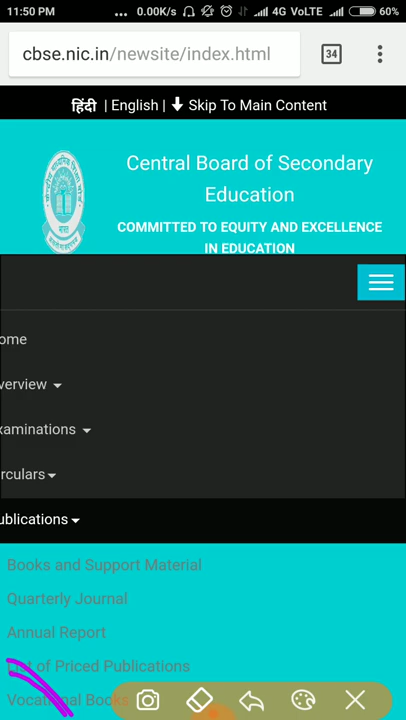 11:50 PM ... 0.00K/s 4G VoLTE 60%
cbse.nic.in/newsite/index.html 34
हिंदी | English | Skip To Main Content
Central Board of Secondary
Education
COMMITTED TO EQUITY AND EXCELLENCE
IN EDUCATION
ome
verview
xaminations
rculars
ublications
Books and Support Material
Quarterly Journal
Annual Report
List of Priced Publications
Vocational Books